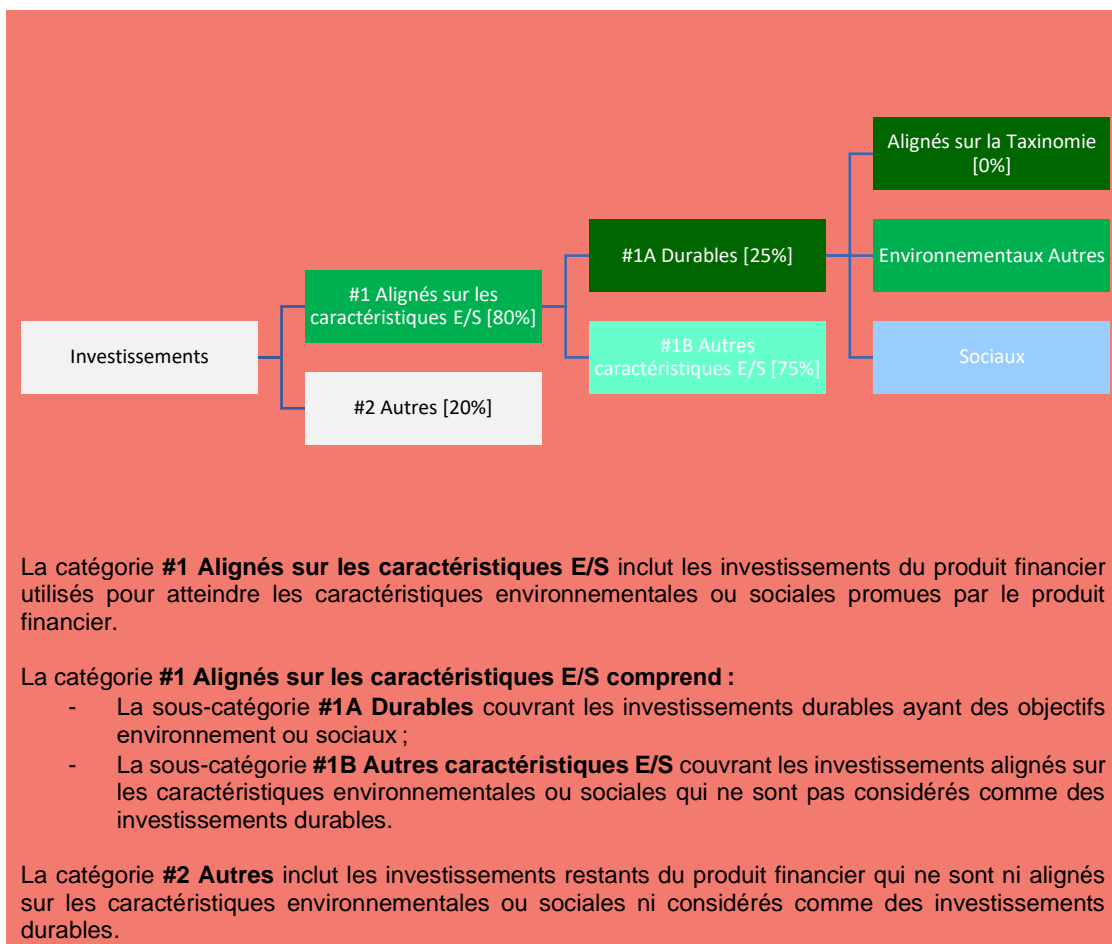 Alignés sur la Taxinomie
[0%]
#1A Durables [25%]
Environnementaux Autres
#1 Alignés sur les
caractéristiques E/S [80%]
Investissements
#1B Autres
caractéristiques E/S [75%]
Sociaux
#2 Autres [20%]
La catégorie #1 Alignés sur les caractéristiques E/S inclut les investissements du produit financier
utilisés pour atteindre les caractéristiques environnementales ou sociales promues par le produit
financier.
La catégorie #1 Alignés sur les caractéristiques E/S comprend :
- La sous-catégorie #1A Durables couvrant les investissements durables ayant des objectifs
environnement ou sociaux ;
- La sous-catégorie #1B Autres caractéristiques E/S couvrant les investissements alignés sur
les caractéristiques environnementales ou sociales qui ne sont pas considérés comme des
investissements durables.
La catégorie #2 Autres inclut les investissements restants du produit financier qui ne sont ni alignés
sur les caractéristiques environnementales ou sociales ni considérés comme des investissements
durables.